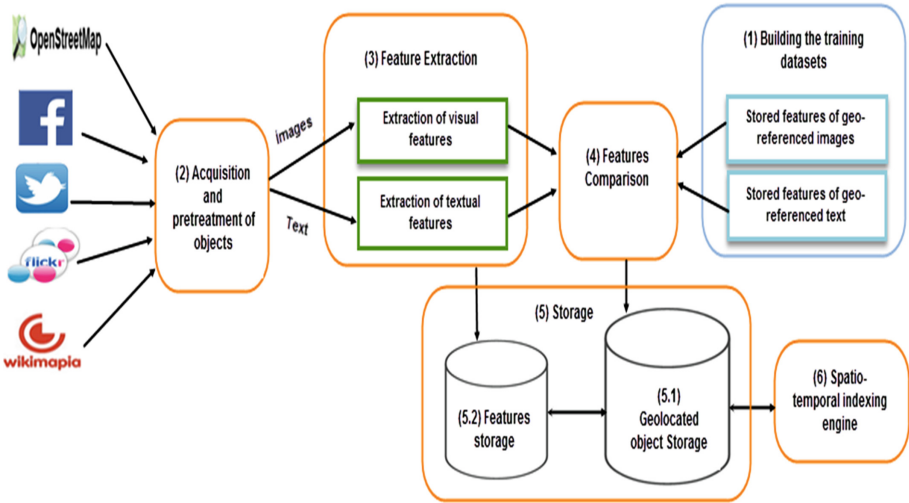 OpenStreetMap
f
flickr
wikimapia
(2) Acquisition
and
pretreatment of
objects
images
Text
(3) Feature Extraction
Extraction of visual
features
Extraction of textual
features
(4) Features
Comparison
(1) Building the training
datasets
Stored features of geo-
referenced images
Stored features of geo-
referenced text
(5) Storage
(5.2) Features
storage
(5.1)
Geolocated
object Storage
(6) Spatio-
temporal indexing
engine